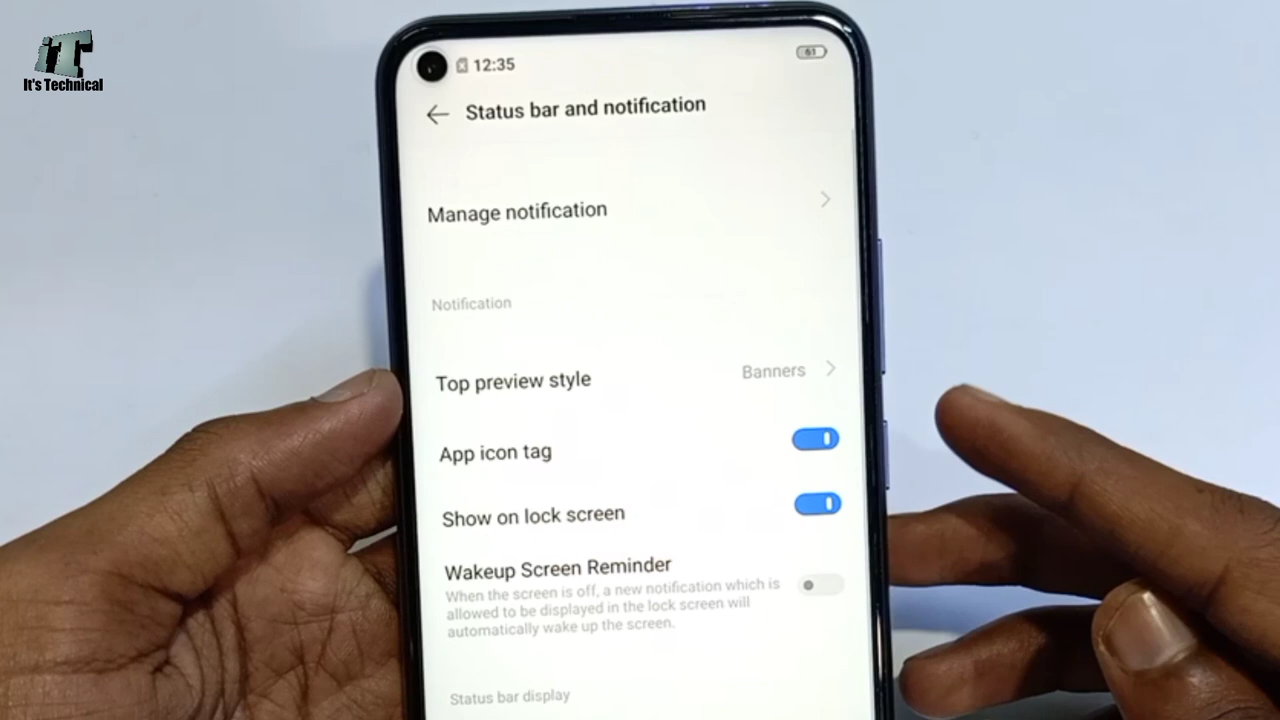 iT
It's Technical
12:35
61
Status bar and notification
Manage notification
Notification
Top preview style
Banners
App icon tag
Show on lock screen
Wakeup Screen Reminder
When the screen is off, a new notification which is
allowed to be displayed in the lock screen will
automatically wake up the screen.
Status bar display